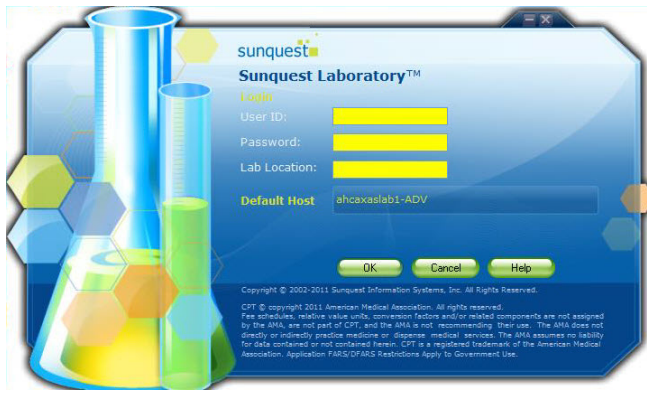 sunquest
Sunquest Laboratory™
Login
User ID:
Password:
Lab Location:
Default Host ahcaxaslab1-ADV
OK Cancel Help
Copyright © 2002-2011 Sunquest Information Systems, Inc. All Rights Reserved.
CPT © copyright 2011 American Medical Association. All rights reserved.
Fee schedules, relative value units, conversion factors and/or related components are not assigned
by the AMA, are not part of CPT, and the AMA is not recommending their use. The AMA does not
directly or indirectly practice medicine or dispense medical services. The AMA assumes no liability
for data contained or not contained herein. CPT is a registered trademark of the American Medical
Association. Application FARS/DFARS Restrictions Apply to Government Use.